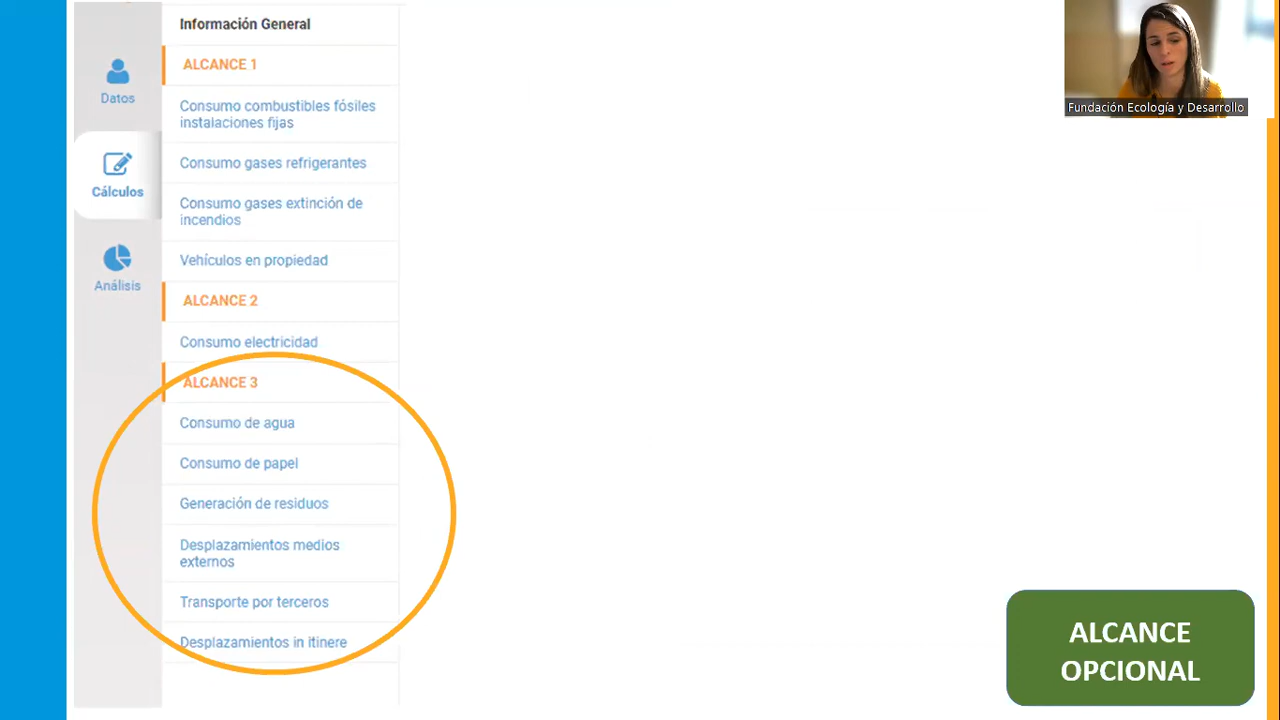 Información General
ALCANCE 1
Datos
Consumo combustibles fósiles
instalaciones fijas
Consumo gases refrigerantes
Cálculos
Consumo gases extinción de
incendios
Vehículos en propiedad
Análisis
ALCANCE 2
Consumo electricidad
ALCANCE 3
Consumo de agua
Consumo de papel
Generación de residuos
Desplazamientos medios
externos
Transporte por terceros
Desplazamientos in itinere
Fundación Ecología y Desarrollo
ALCANCE
OPCIONAL